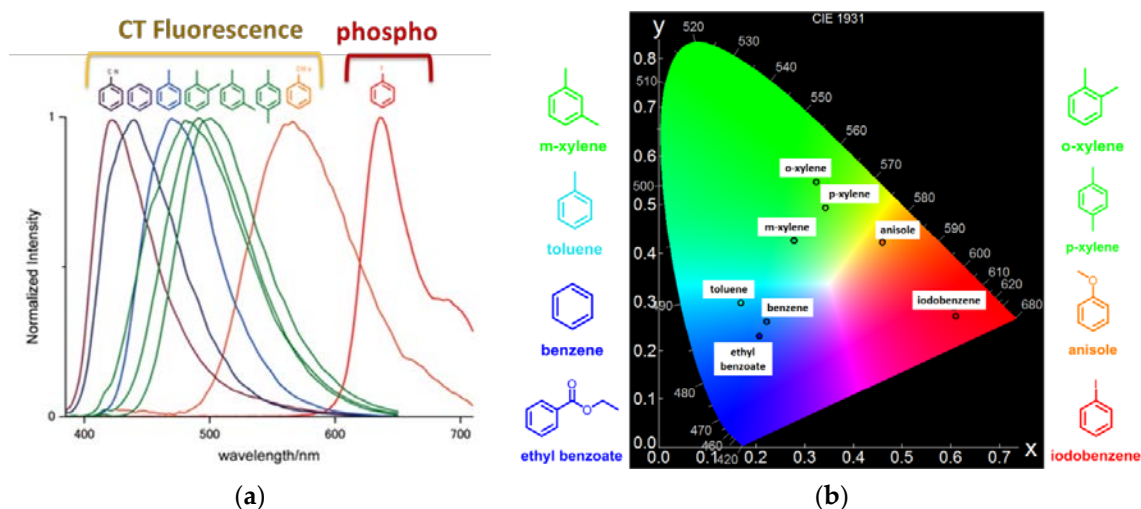 CT Fluorescence
phospho
CN
OCH₃
I
1
Normalized Intensity
0
400
500
600
700
wavelength/nm
(a)
m-xylene
toluene
benzene
O
O
ethyl benzoate
CIE 1931
y
0.8
0.7
0.6
0.5
0.4
0.3
0.2
0.1
0.0
0.0
0.1
0.2
0.3
0.4
0.5
0.6
0.7
x
420
460
470
480
490
500
510
520
530
540
550
560
570
580
590
600
610
620
680
o-xylene
p-xylene
m-xylene
anisole
toluene
benzene
iodobenzene
ethyl
benzoate
(b)
o-xylene
p-xylene
O
anisole
I
iodobenzene